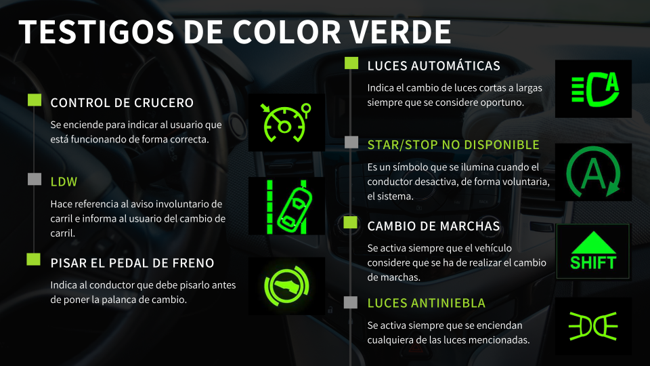 TESTIGOS DE COLOR VERDE
CONTROL DE CRUCERO
Se enciende para indicar al usuario que
está funcionando de forma correcta.
LDW
Hace referencia al aviso involuntario de
carril e informa al usuario del cambio de
carril.
PISAR EL PEDAL DE FRENO
Indica al conductor que debe pisarlo antes
de poner la palanca de cambio.
LUCES AUTOMÁTICAS
Indica el cambio de luces cortas a largas
siempre que se considere oportuno.
A
STAR/STOP NO DISPONIBLE
Es un símbolo que se ilumina cuando el
conductor desactiva, de forma voluntaria,
el sistema.
A
CAMBIO DE MARCHAS
Se activa siempre que el vehículo
considere que se ha de realizar el cambio
de marchas.
SHIFT
LUCES ANTINIEBLA
Se activa siempre que se enciendan
cualquiera de las luces mencionadas.